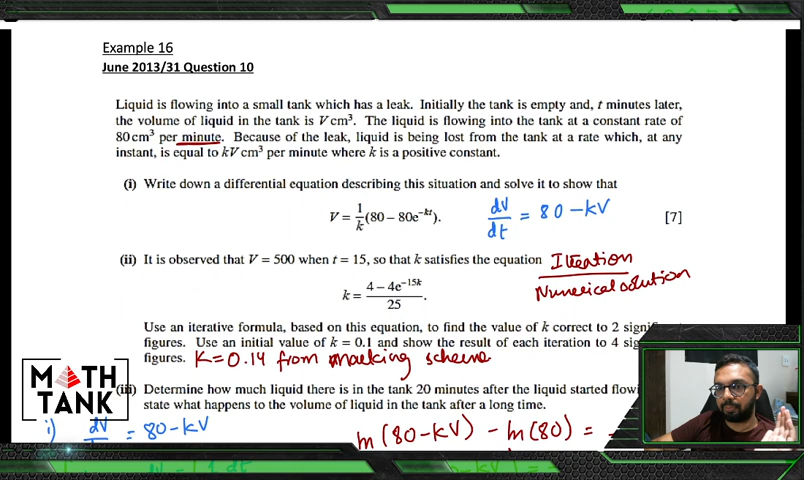 Example 16
June 2013/31 Question 10
Liquid is flowing into a small tank which has a leak. Initially the tank is empty and, t minutes later,
the volume of liquid in the tank is V cm³. The liquid is flowing into the tank at a constant rate of
80 cm³ per minute. Because of the leak, liquid is being lost from the tank at a rate which, at any
instant, is equal to kV cm³ per minute where k is a positive constant.
(i) Write down a differential equation describing this situation and solve it to show that
V = 1/k (80 − 80e^{−kt}). dV/dt = 80 − kV [7]
(ii) It is observed that V = 500 when t = 15, so that k satisfies the equation Iteation
Numerical solution
k = (4 − 4e^{−15k})/25.
Use an iterative formula, based on this equation, to find the value of k correct to 2
figures. Use an initial value of k = 0.1 and show the result of each iteration to 4
figures. K = 0.14 from marking scheme
MATH
TANK
(iii) Determine how much liquid there is in the tank 20 minutes after the liquid started
state what happens to the volume of liquid in the tank after a long time.
i) dV = 80 − kV ln(80 − kV) − ln(80) =